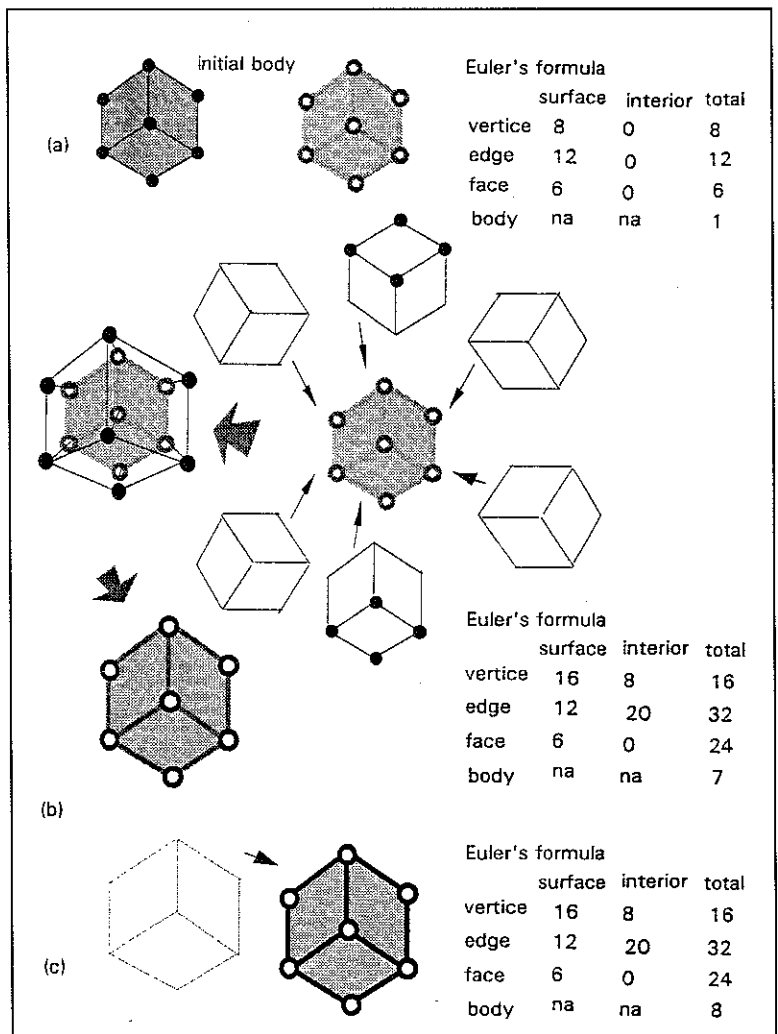 initial body
(a)
Euler's formula
surface interior total
vertice 8 0 8
edge 12 0 12
face 6 0 6
body na na 1
Euler's formula
surface interior total
vertice 16 8 16
edge 12 20 32
face 6 0 24
body na na 7
(b)
Euler's formula
surface interior total
vertice 16 8 16
edge 12 20 32
face 6 0 24
body na na 8
(c)